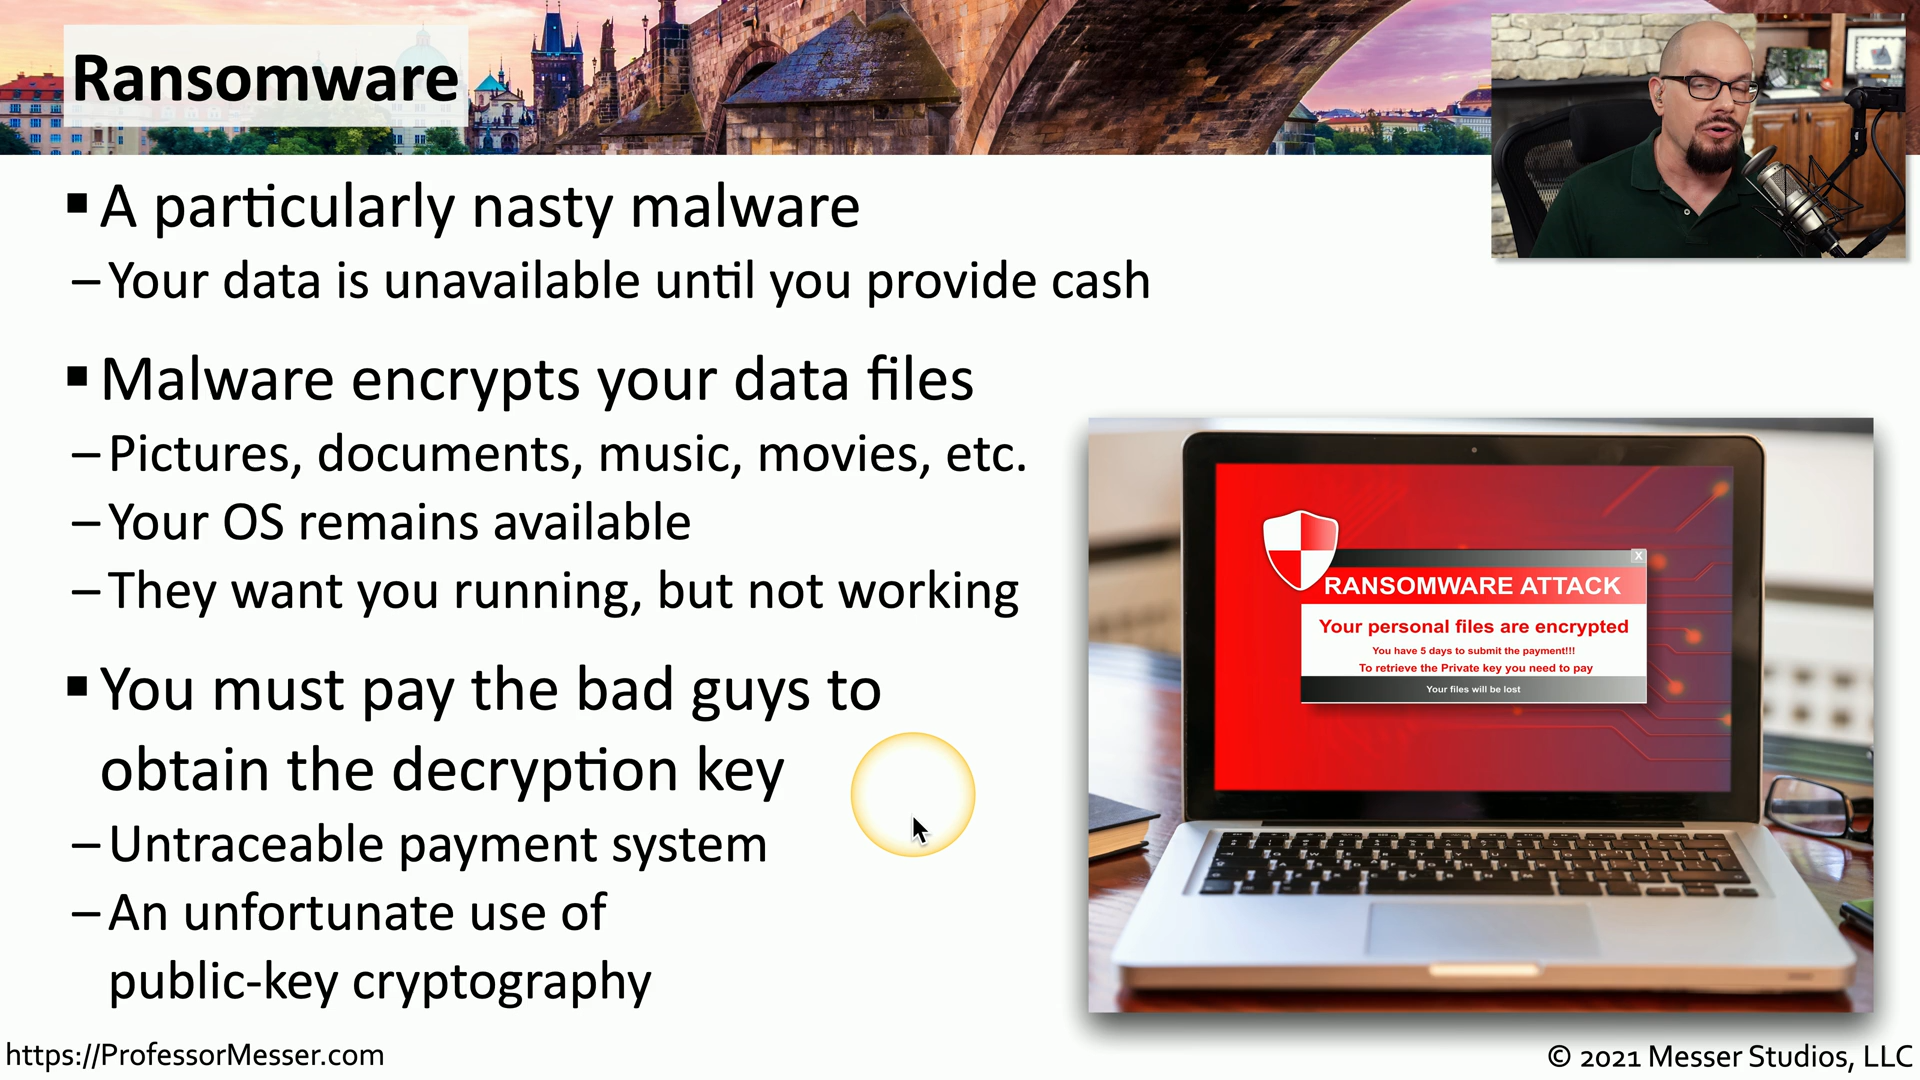 Ransomware
▪ A particularly nasty malware
– Your data is unavailable until you provide cash
▪ Malware encrypts your data files
– Pictures, documents, music, movies, etc.
– Your OS remains available
– They want you running, but not working
▪ You must pay the bad guys to
obtain the decryption key
– Untraceable payment system
– An unfortunate use of
public-key cryptography
X
RANSOMWARE ATTACK
Your personal files are encrypted
You have 5 days to submit the payment!!!
To retrieve the Private key you need to pay
Your files will be lost
https://ProfessorMesser.com
© 2021 Messer Studios, LLC